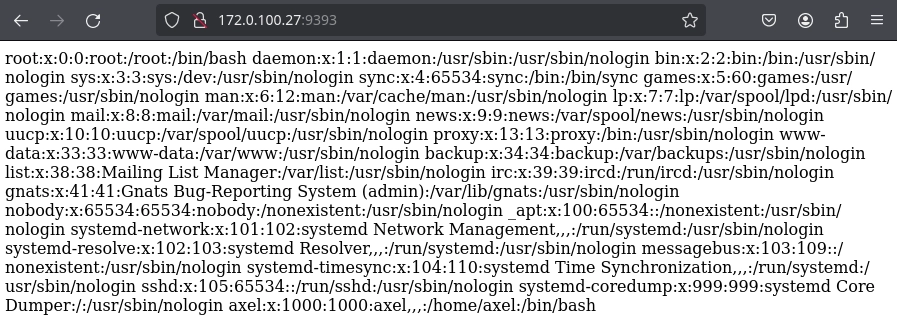 172.0.100.27:9393
root:x:0:0:root:/root:/bin/bash daemon:x:1:1:daemon:/usr/sbin:/usr/sbin/nologin bin:x:2:2:bin:/bin:/usr/sbin/
nologin sys:x:3:3:sys:/dev:/usr/sbin/nologin sync:x:4:65534:sync:/bin:/bin/sync games:x:5:60:games:/usr/
games:/usr/sbin/nologin man:x:6:12:man:/var/cache/man:/usr/sbin/nologin lp:x:7:7:lp:/var/spool/lpd:/usr/sbin/
nologin mail:x:8:8:mail:/var/mail:/usr/sbin/nologin news:x:9:9:news:/var/spool/news:/usr/sbin/nologin
uucp:x:10:10:uucp:/var/spool/uucp:/usr/sbin/nologin proxy:x:13:13:proxy:/bin:/usr/sbin/nologin www-
data:x:33:33:www-data:/var/www:/usr/sbin/nologin backup:x:34:34:backup:/var/backups:/usr/sbin/nologin
list:x:38:38:Mailing List Manager:/var/list:/usr/sbin/nologin irc:x:39:39:ircd:/run/ircd:/usr/sbin/nologin
gnats:x:41:41:Gnats Bug-Reporting System (admin):/var/lib/gnats:/usr/sbin/nologin
nobody:x:65534:65534:nobody:/nonexistent:/usr/sbin/nologin _apt:x:100:65534::/nonexistent:/usr/sbin/
nologin systemd-network:x:101:102:systemd Network Management,,,:/run/systemd:/usr/sbin/nologin
systemd-resolve:x:102:103:systemd Resolver,,,:/run/systemd:/usr/sbin/nologin messagebus:x:103:109::/
nonexistent:/usr/sbin/nologin systemd-timesync:x:104:110:systemd Time Synchronization,,,:/run/systemd:/
usr/sbin/nologin sshd:x:105:65534::/run/sshd:/usr/sbin/nologin systemd-coredump:x:999:999:systemd Core
Dumper:/:/usr/sbin/nologin axel:x:1000:1000:axel,,,:/home/axel:/bin/bash